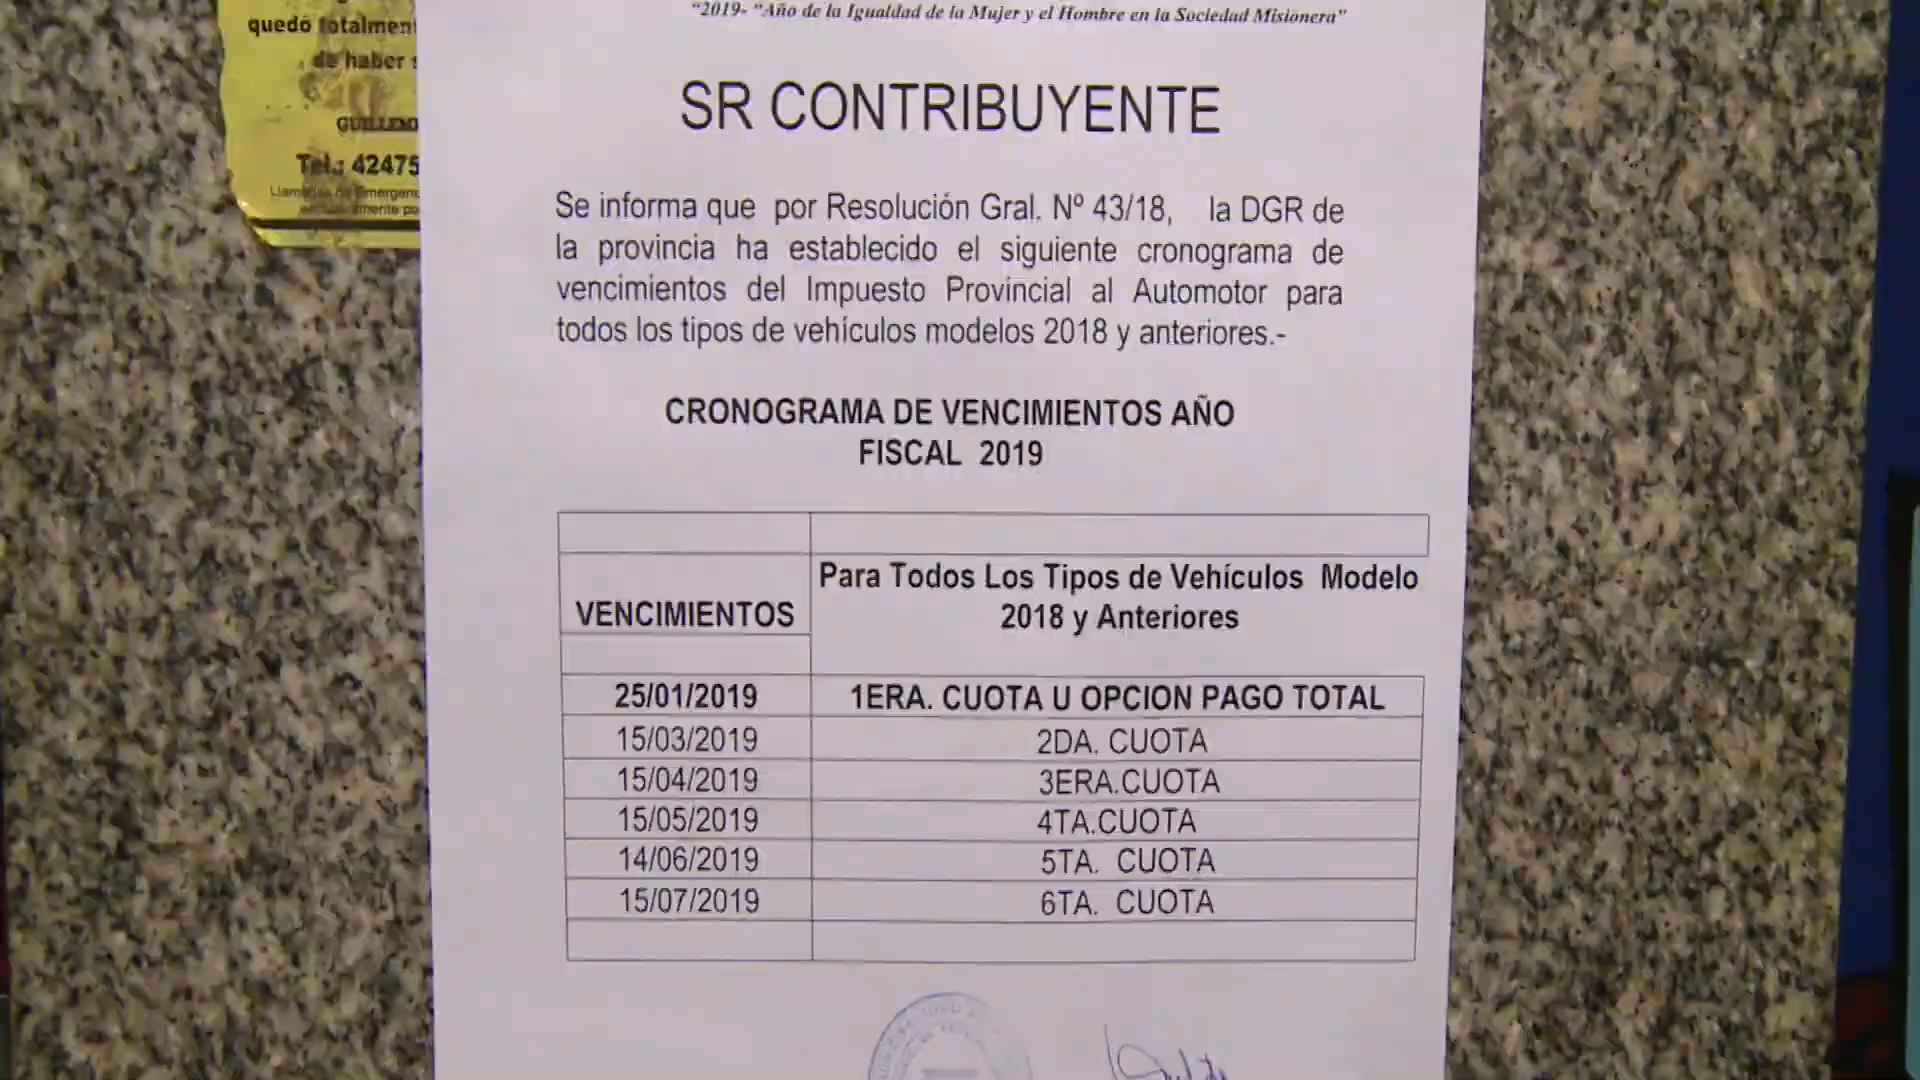 quedó totalmen
de haber
Tel.: 42475
"2019- "Año de la Igualdad de la Mujer y el Hombre en la Sociedad Misionera"
SR CONTRIBUYENTE
Se informa que por Resolución Gral. Nº 43/18, la DGR de
la provincia ha establecido el siguiente cronograma de
vencimientos del Impuesto Provincial al Automotor para
todos los tipos de vehículos modelos 2018 y anteriores.-
CRONOGRAMA DE VENCIMIENTOS AÑO
FISCAL 2019
VENCIMIENTOS
Para Todos Los Tipos de Vehículos Modelo
2018 y Anteriores
25/01/2019 1ERA. CUOTA U OPCION PAGO TOTAL
15/03/2019 2DA. CUOTA
15/04/2019 3ERA.CUOTA
15/05/2019 4TA.CUOTA
14/06/2019 5TA. CUOTA
15/07/2019 6TA. CUOTA